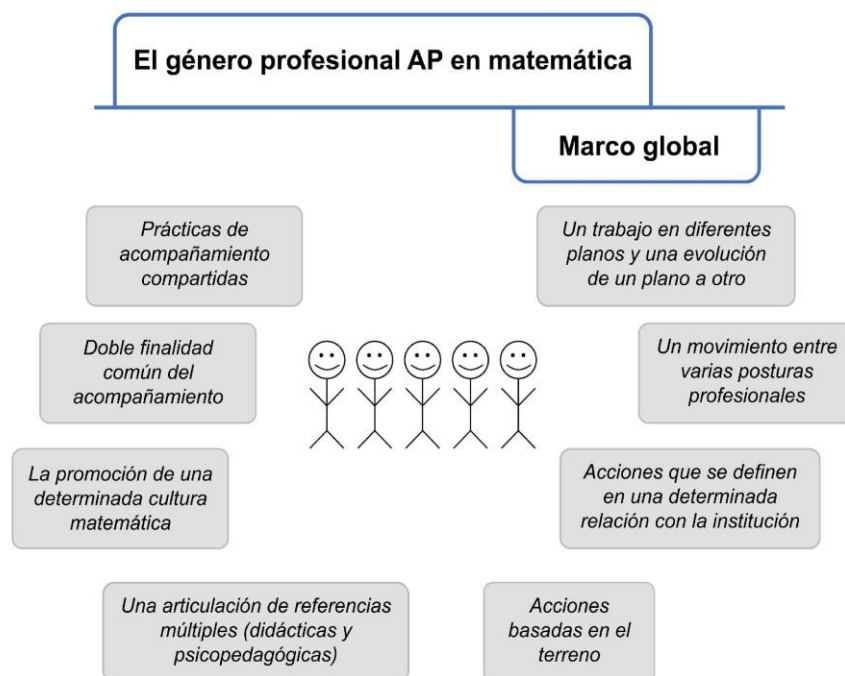 El género profesional AP en matemática
Marco global
Prácticas de
acompañamiento
compartidas
Un trabajo en diferentes
planos y una evolución
de un plano a otro
Doble finalidad
común del
acompañamiento
Un movimiento entre
varias posturas
profesionales
La promoción de una
determinada cultura
matemática
Acciones que se definen
en una determinada
relación con la institución
Una articulación de referencias
múltiples (didácticas y
psicopedagógicas)
Acciones
basadas en el
terreno